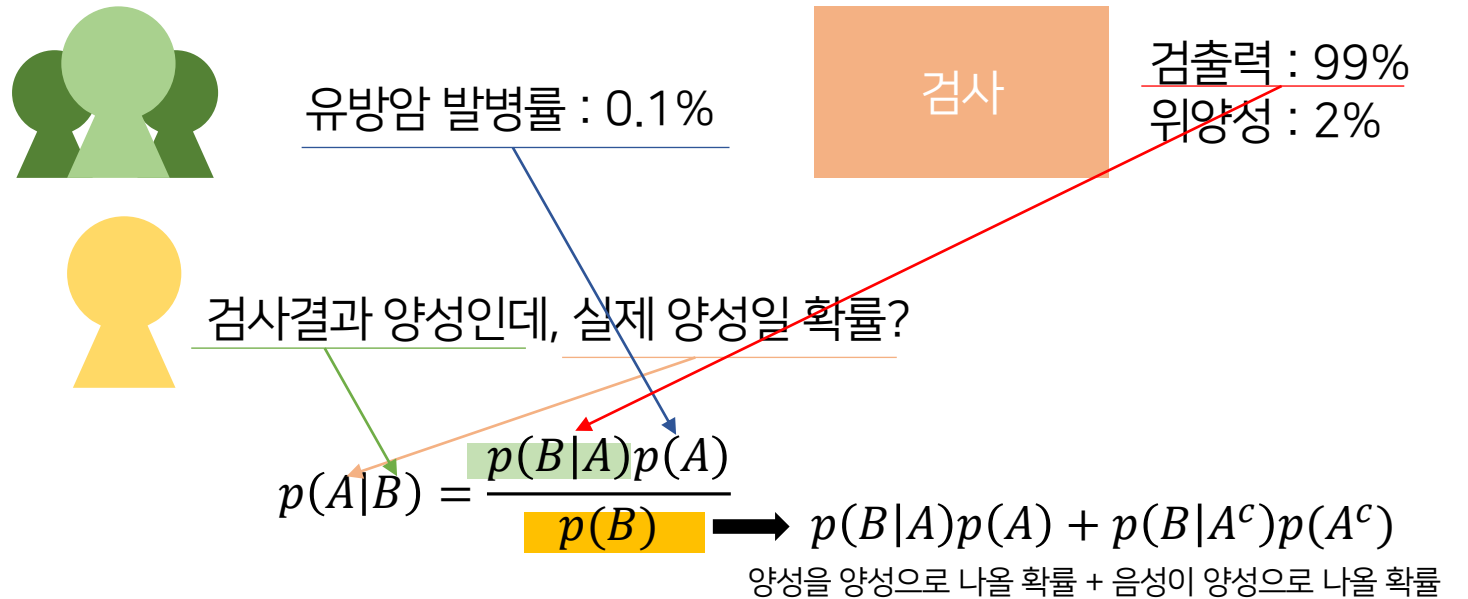 유방암 발병률 : 0.1%
검사
검출력 : 99%
위양성 : 2%
검사결과 양성인데, 실제 양성일 확률?
p(A|B) = p(B|A)p(A) / p(B) → p(B|A)p(A) + p(B|Aᶜ)p(Aᶜ)
양성을 양성으로 나올 확률 + 음성이 양성으로 나올 확률